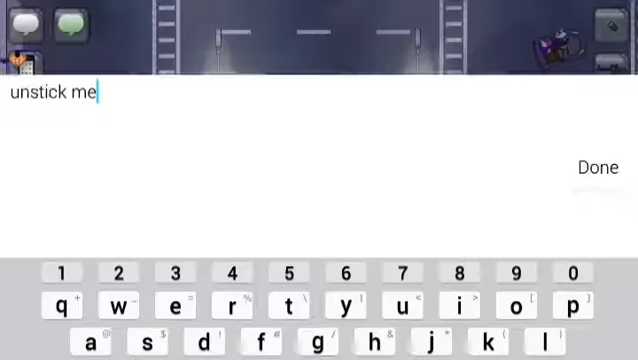 unstick me
Done
1 2 3 4 5 6 7 8 9 0
q + w - e = r % t \ y | u < i > o [ p ]
a @ s $ d ! f " g ; h & j * k ( l )